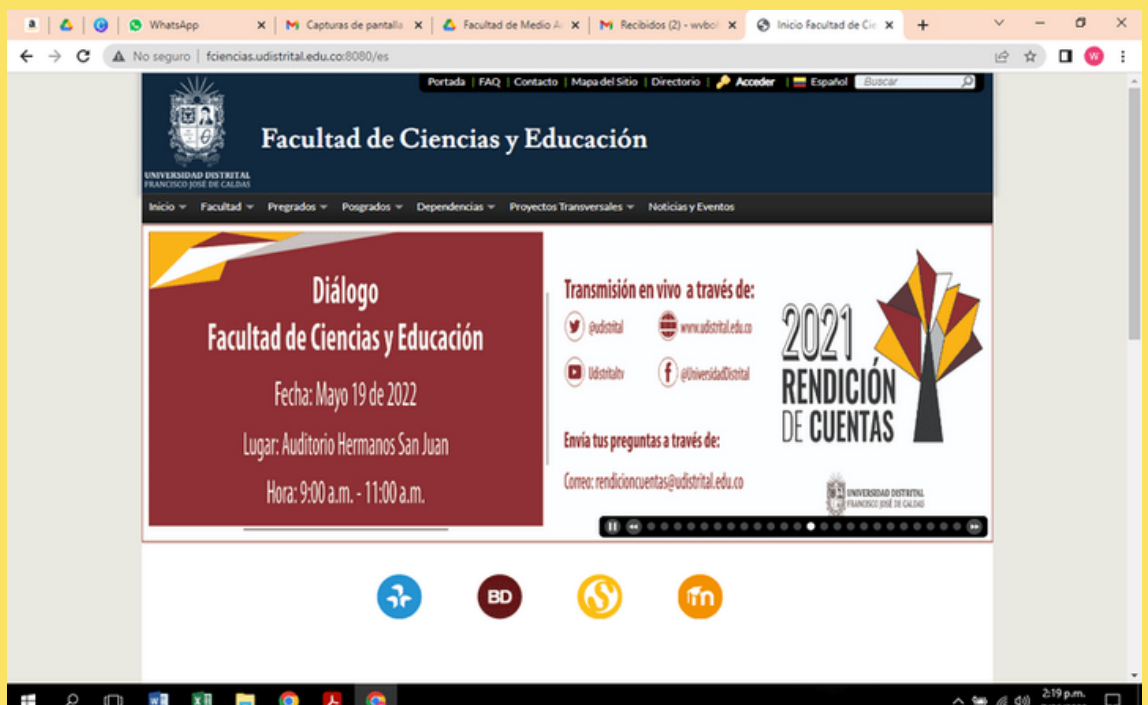 WhatsApp
Capturas de pantalla
Facultad de Medio A
Recibidos (2) - wvbo
Inicio Facultad de Cie
No seguro | fciencias.udistrital.edu.co:8080/es
W
Portada | FAQ | Contacto | Mapa del Sitio | Directorio | Acceder | Español Buscar
Facultad de Ciencias y Educación
UNIVERSIDAD DISTRITAL
FRANCISCO JOSÉ DE CALDAS
Inicio Facultad Pregrados Posgrados Dependencias Proyectos Transversales Noticias y Eventos
Diálogo
Facultad de Ciencias y Educación
Fecha: Mayo 19 de 2022
Lugar: Auditorio Hermanos San Juan
Hora: 9:00 a.m. - 11:00 a.m.
Transmisión en vivo a través de:
@udistrital www.udistrital.edu.co
Udistritaltv @UniversidadDistrital
Envía tus preguntas a través de:
Correo: rendicioncuentas@udistrital.edu.co
2021
RENDICIÓN
DE CUENTAS
UNIVERSIDAD DISTRITAL
FRANCISCO JOSÉ DE CALDAS
BD
2:19 p.m.